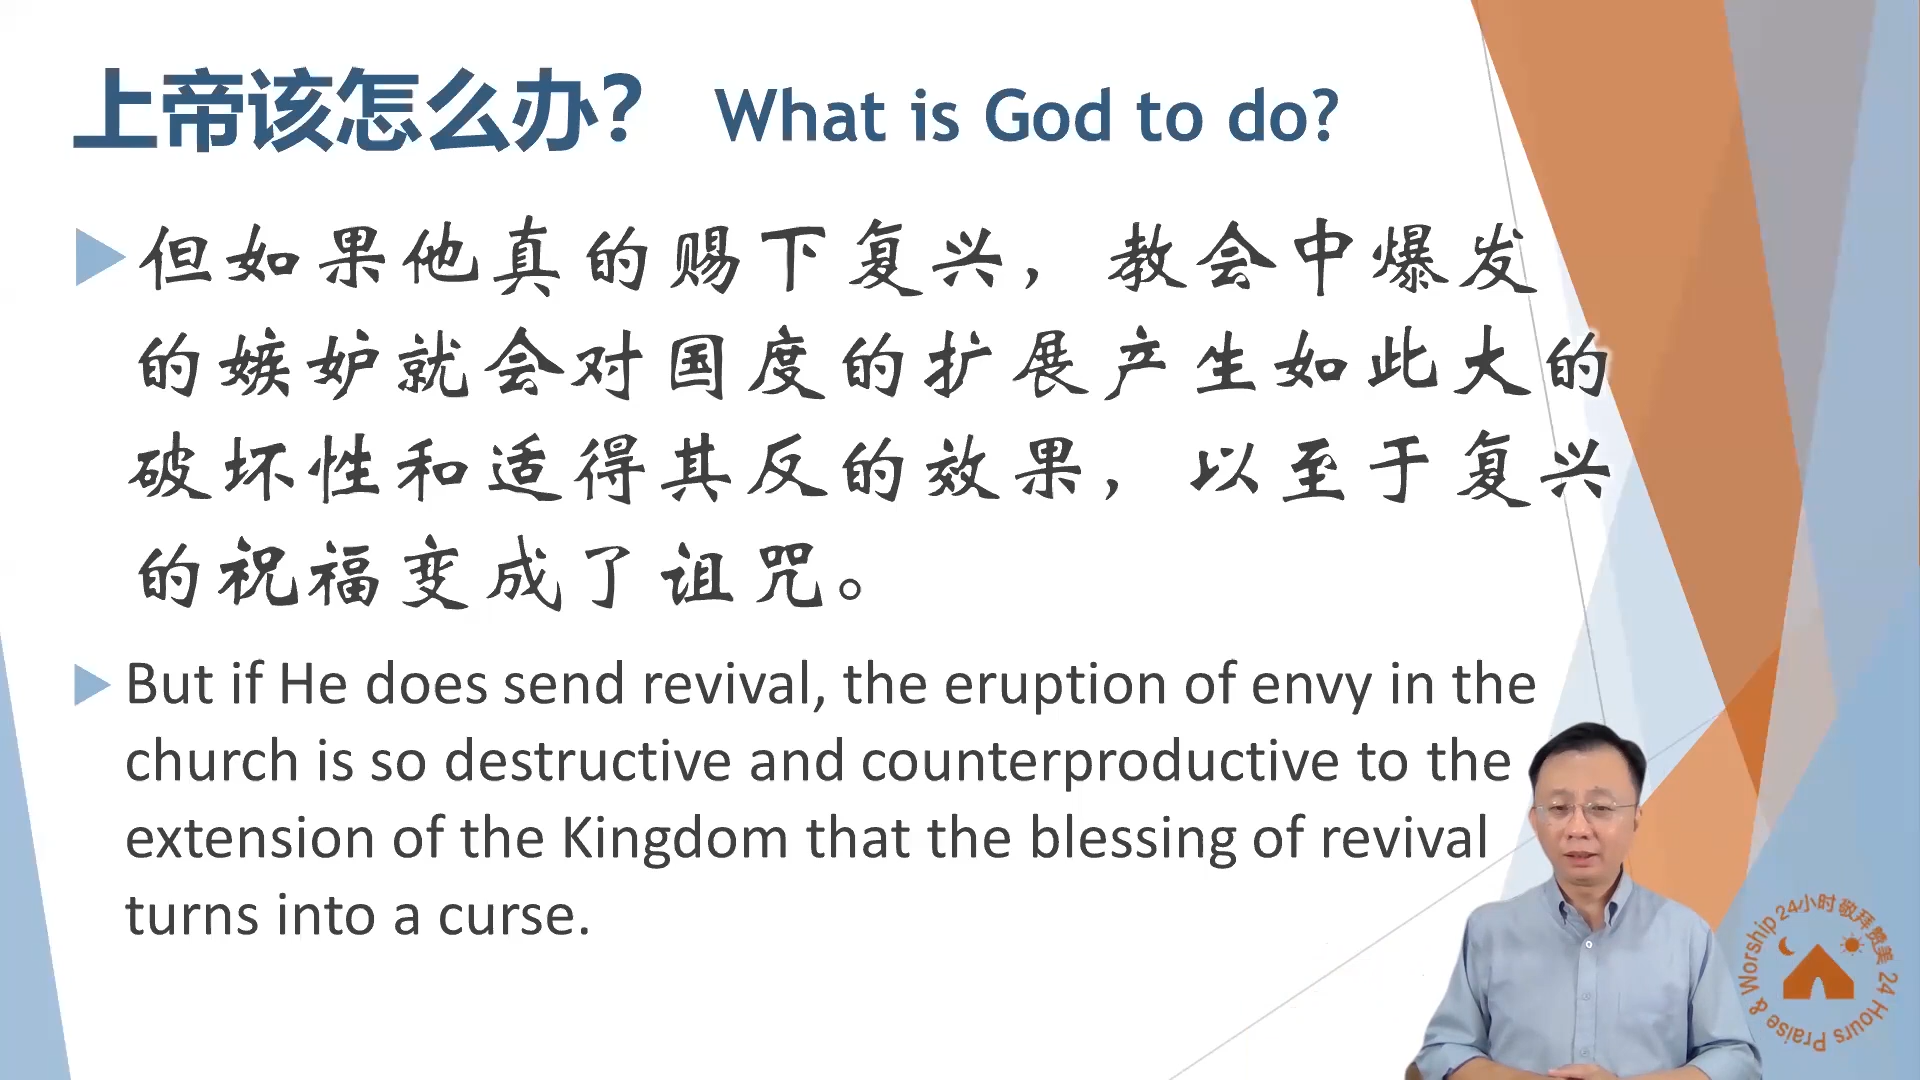 上帝该怎么办? What is God to do?
但如果他真的赐下复兴，教会中爆发
的嫉妒就会对国度的扩展产生如此大的
破坏性和适得其反的效果，以至于复兴
的祝福变成了诅咒。
But if He does send revival, the eruption of envy in the
church is so destructive and counterproductive to the
extension of the Kingdom that the blessing of revival
turns into a curse.
24小时敬拜赞美 24 Hours Praise & Worship